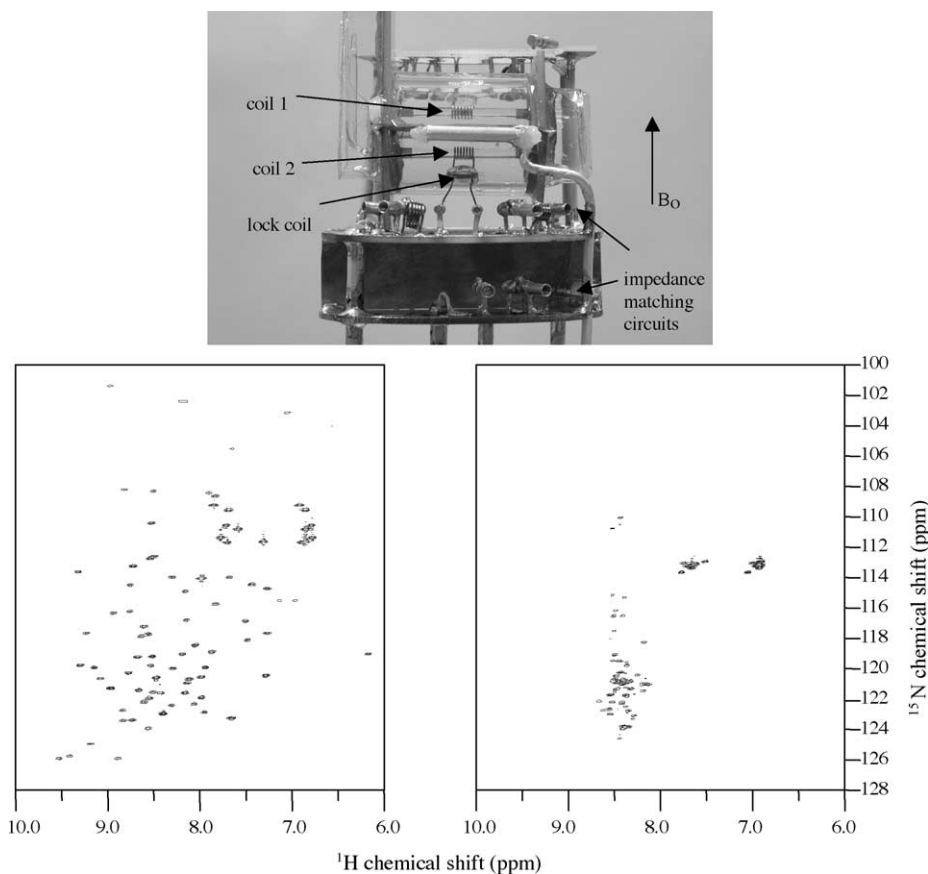 coil 1
coil 2
lock coil
B₀
impedance
matching
circuits
100
102
104
106
108
110
112
114
116
118
120
122
124
126
128
¹⁵N chemical shift (ppm)
10.0 9.0 8.0 7.0 6.0
10.0 9.0 8.0 7.0 6.0
¹H chemical shift (ppm)